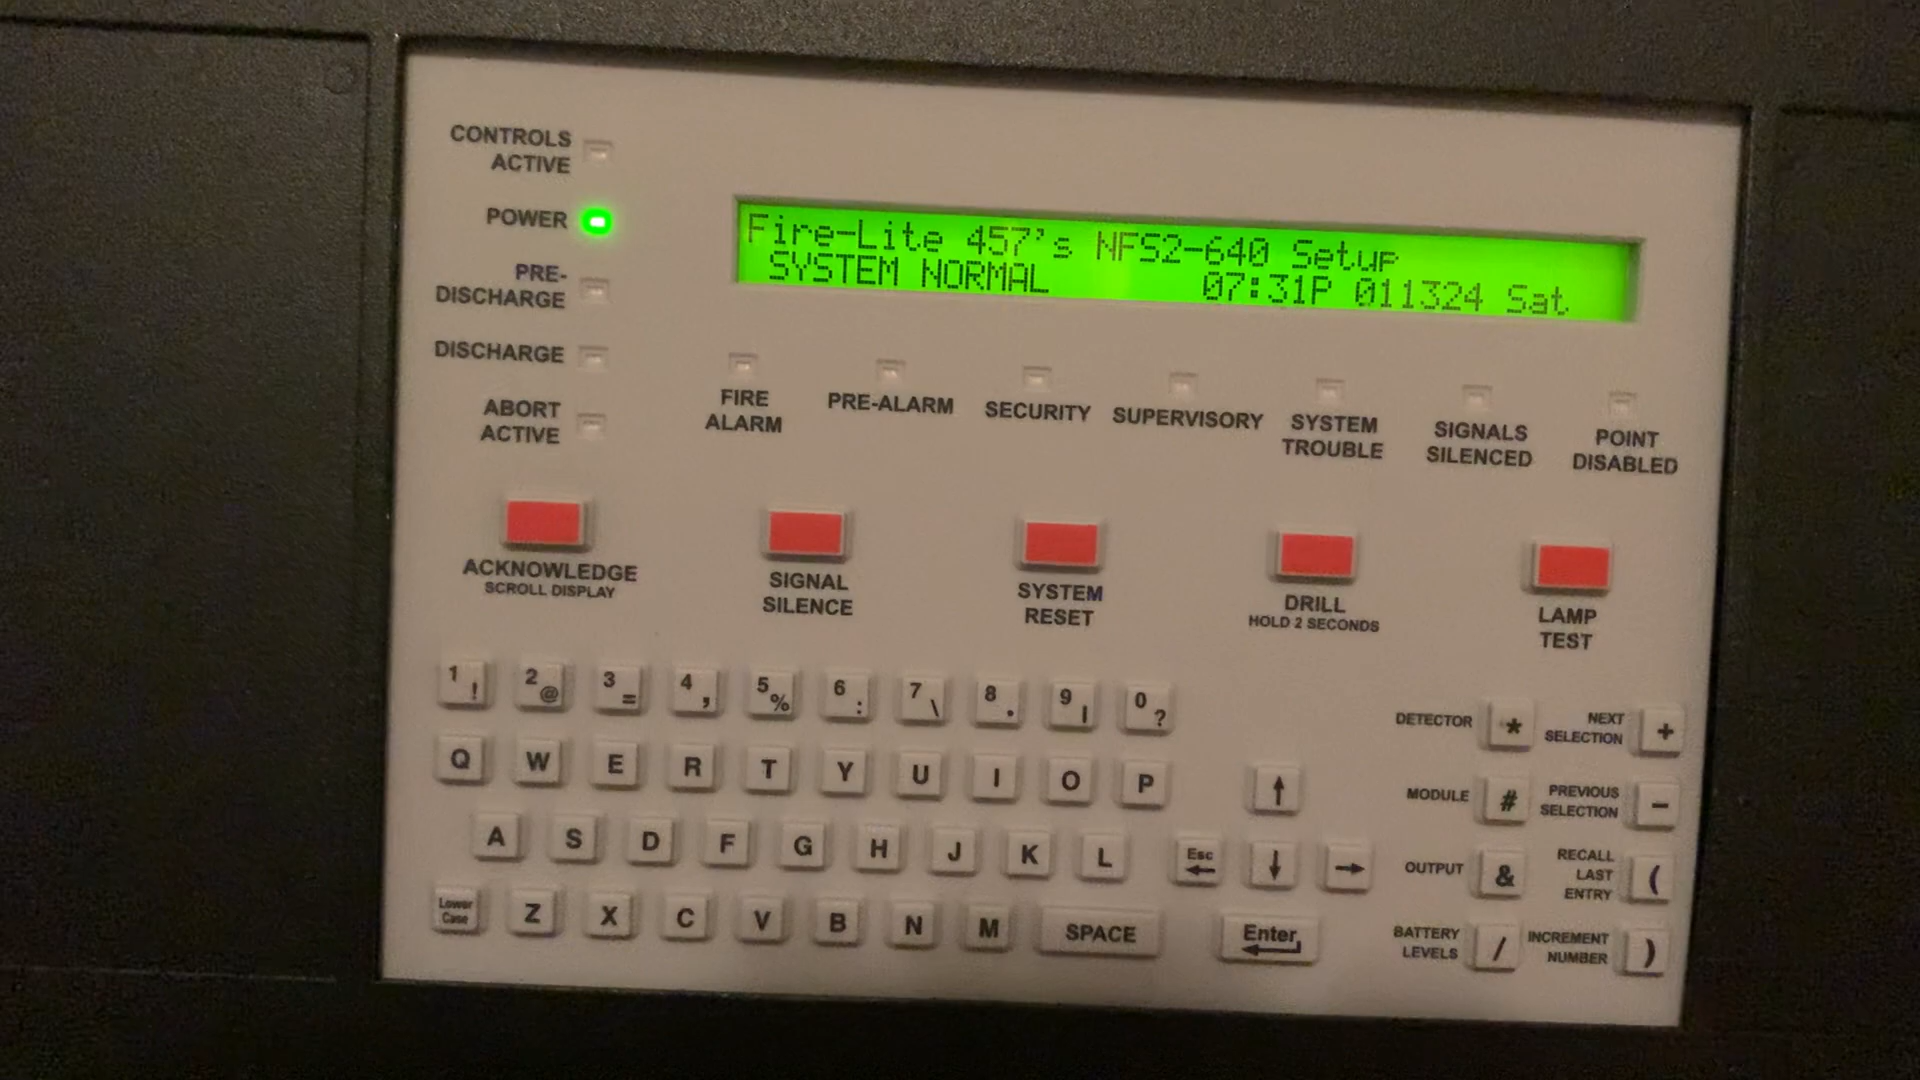 CONTROLS
ACTIVE
POWER
PRE-
DISCHARGE
DISCHARGE
ABORT
ACTIVE
Fire-Lite 457's NFS2-640 Setup
SYSTEM NORMAL 07:31P 011324 Sat
FIRE
ALARM
PRE-ALARM
SECURITY
SUPERVISORY
SYSTEM
TROUBLE
SIGNALS
SILENCED
POINT
DISABLED
ACKNOWLEDGE
SCROLL DISPLAY
SIGNAL
SILENCE
SYSTEM
RESET
DRILL
HOLD 2 SECONDS
LAMP
TEST
1 ! 2 @ 3 = 4 , 5 % 6 : 7 \ 8 . 9 | 0 ?
Q W E R T Y U I O P
A S D F G H J K L
Lower
Case
Z X C V B N M SPACE
↑
Esc
← ↓ →
Enter
DETECTOR *
NEXT
SELECTION +
MODULE #
PREVIOUS
SELECTION -
OUTPUT &
RECALL
LAST
ENTRY (
BATTERY
LEVELS /
INCREMENT
NUMBER )